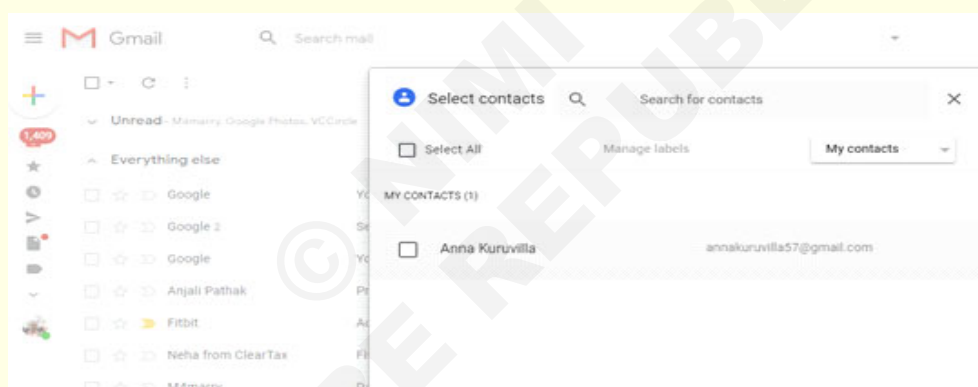 Gmail
Search mail
Select contacts
Search for contacts
Unread - Mamarry, Google Photos, VCCircle
1,409
Select All
Manage labels
My contacts
Everything else
Google
MY CONTACTS (1)
Google 2
Anna Kuruvilla
annakuruvilla57@gmail.com
Google
Anjali Pathak
Fitbit
Neha from ClearTax
© NIMI
BE REPUB